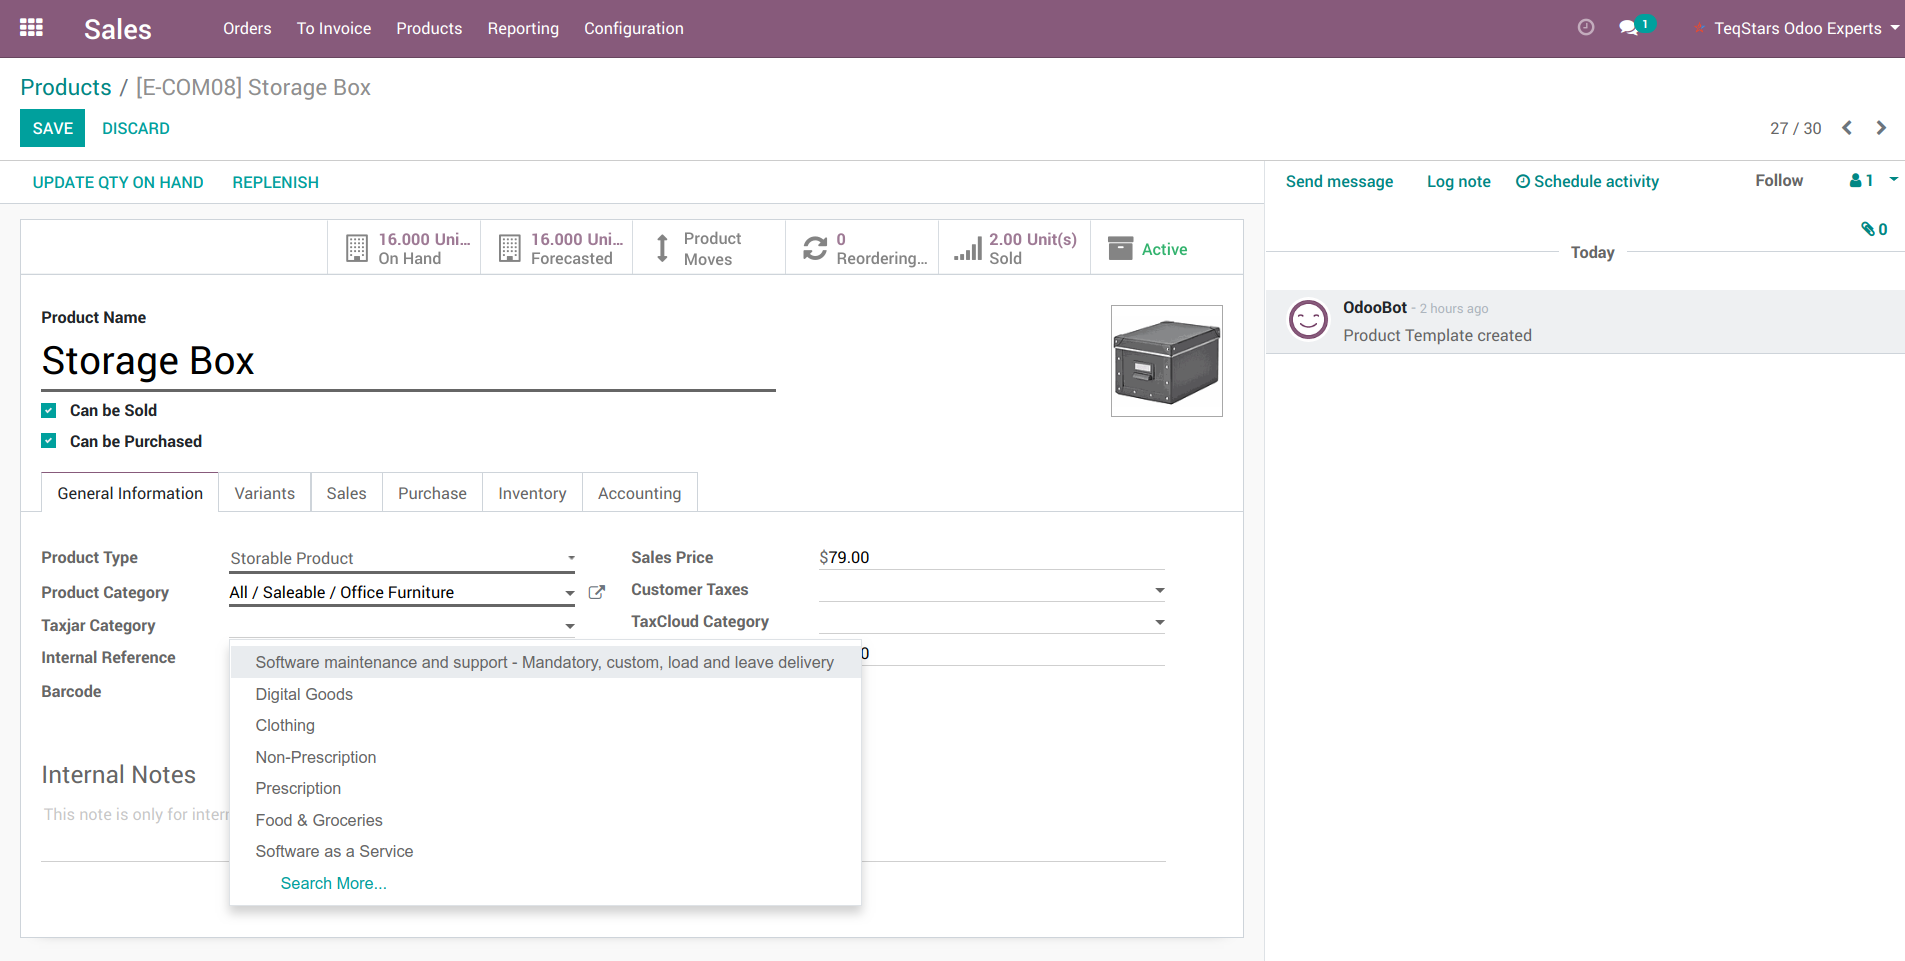 Sales
Orders To Invoice Products Reporting Configuration
1
TeqStars Odoo Experts
Products / [E-COM08] Storage Box
SAVE DISCARD
27 / 30
UPDATE QTY ON HAND REPLENISH
Send message Log note Schedule activity Follow 1
0
16.000 Uni...
On Hand
16.000 Uni...
Forecasted
Product
Moves
0
Reordering...
2.00 Unit(s)
Sold
Active
Today
OdooBot - 2 hours ago
Product Template created
Product Name
Storage Box
Can be Sold
Can be Purchased
General Information Variants Sales Purchase Inventory Accounting
Product Type Storable Product
Product Category All / Saleable / Office Furniture
Taxjar Category
Internal Reference
Barcode
Sales Price $79.00
Customer Taxes
TaxCloud Category
0
Software maintenance and support - Mandatory, custom, load and leave delivery
Digital Goods
Clothing
Non-Prescription
Prescription
Food & Groceries
Software as a Service
Search More...
Internal Notes
This note is only for inter